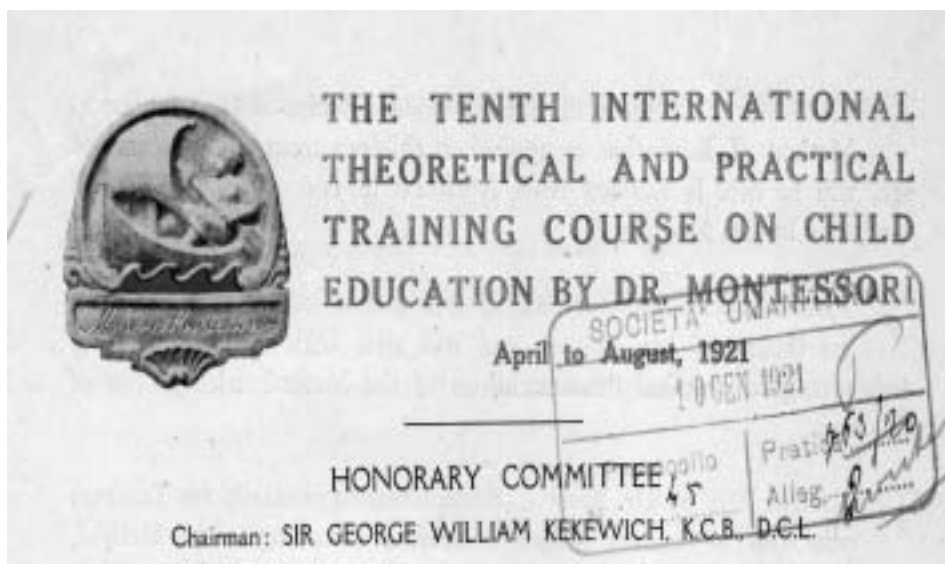 THE TENTH INTERNATIONAL
THEORETICAL AND PRACTICAL
TRAINING COURSE ON CHILD
EDUCATION BY DR. MONTESSORI
SOCIETA' UMANITARIA
April to August, 1921
GEN 1921
HONORARY COMMITTEE
Pratica
Alleg.
Chairman: SIR GEORGE WILLIAM KEKEWICH, K.C.B., D.C.L.